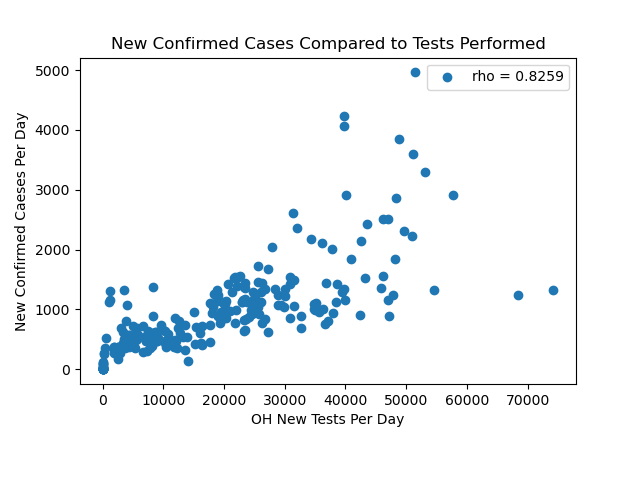 New Confirmed Cases Compared to Tests Performed
rho = 0.8259
5000
4000
3000
2000
1000
0
New Confirmed Caeses Per Day
0 10000 20000 30000 40000 50000 60000 70000
OH New Tests Per Day